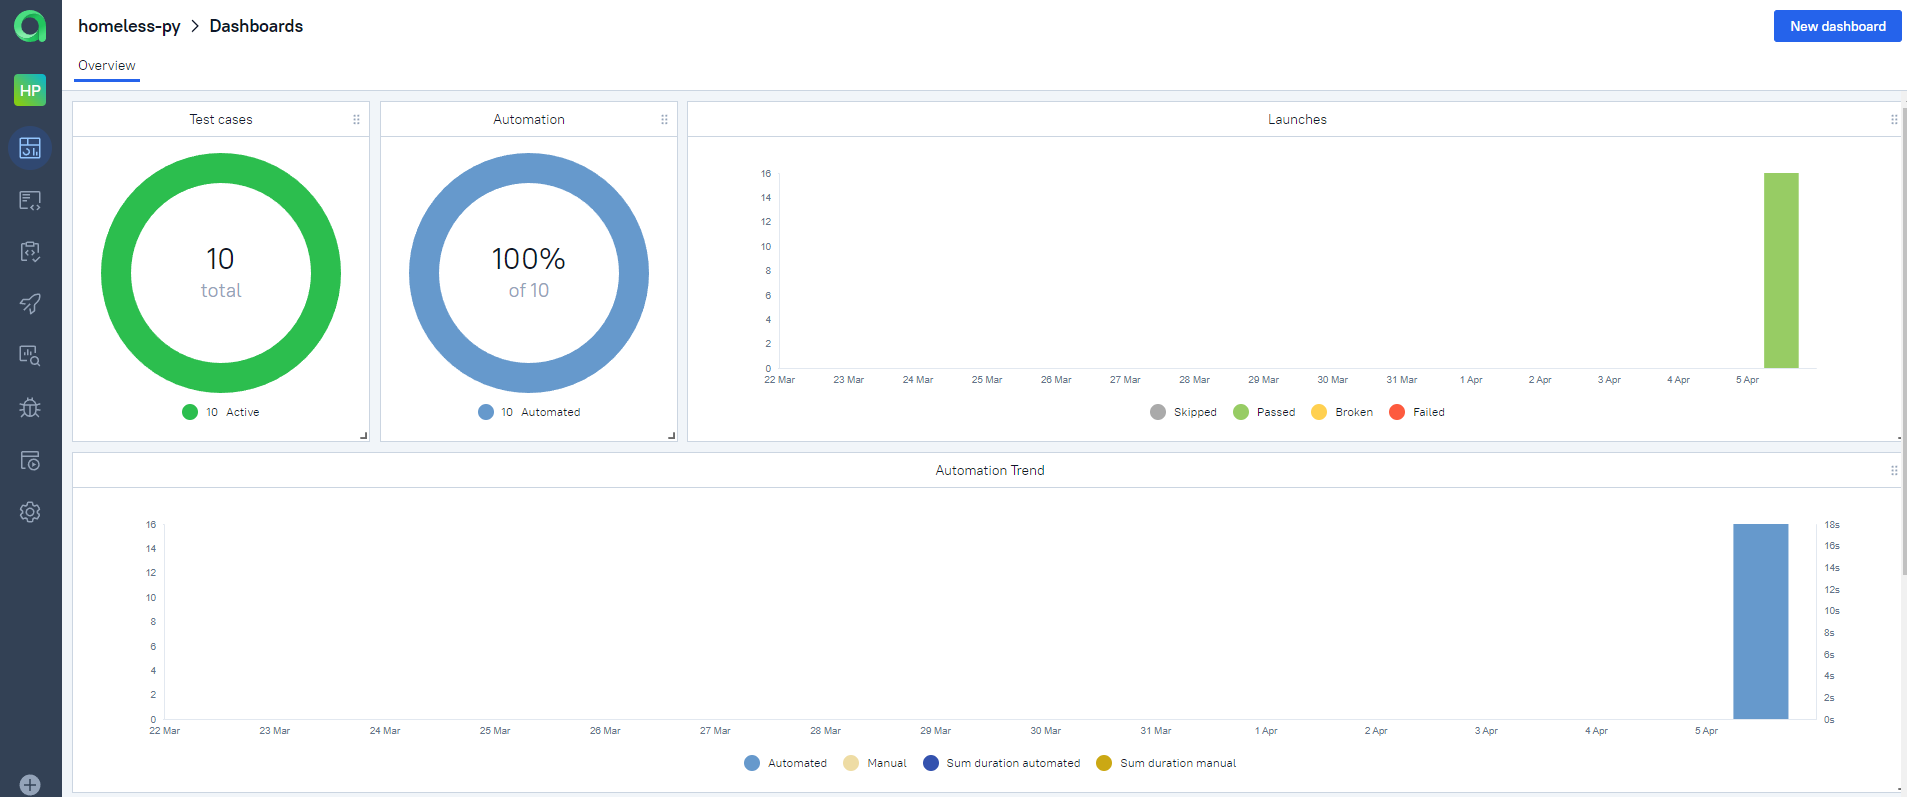 homeless-py > Dashboards
New dashboard
Overview
HP
Test cases
10
total
10 Active
Automation
100%
of 10
10 Automated
Launches
16
14
12
10
8
6
4
2
0
22 Mar 23 Mar 24 Mar 25 Mar 26 Mar 27 Mar 28 Mar 29 Mar 30 Mar 31 Mar 1 Apr 2 Apr 3 Apr 4 Apr 5 Apr
Skipped Passed Broken Failed
Automation Trend
16
14
12
10
8
6
4
2
0
18s
16s
14s
12s
10s
8s
6s
4s
2s
0s
22 Mar 23 Mar 24 Mar 25 Mar 26 Mar 27 Mar 28 Mar 29 Mar 30 Mar 31 Mar 1 Apr 2 Apr 3 Apr 4 Apr 5 Apr
Automated Manual Sum duration automated Sum duration manual